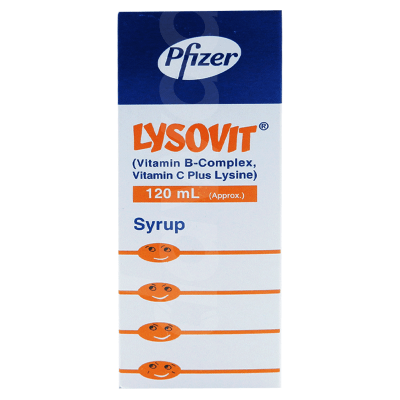 Pfizer
LYSOVIT®
(Vitamin B-Complex,
Vitamin C Plus Lysine)
120 mL (Approx.)
Syrup